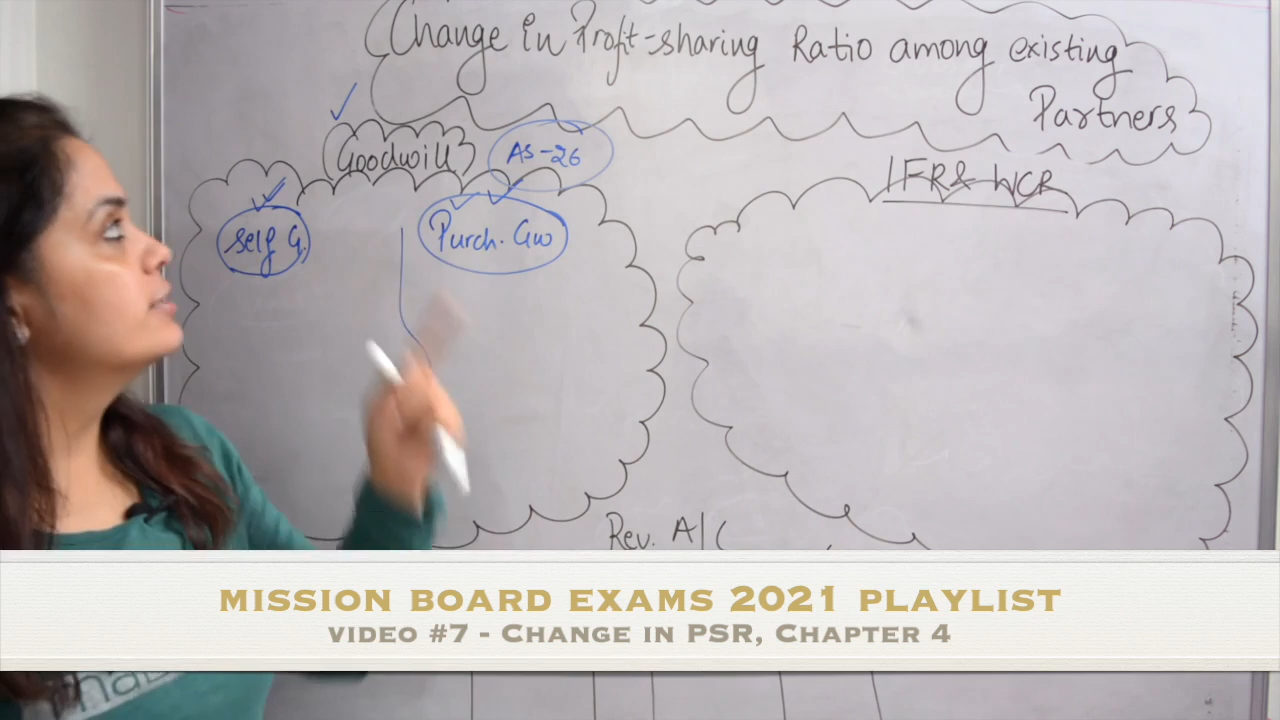 Change in Profit-sharing Ratio among existing
Partners
Goodwill
AS-26
IFR & WCR
Self G.
Purch. GW
Rev. A/C
MISSION BOARD EXAMS 2021 PLAYLIST
VIDEO #7 - CHANGE IN PSR, CHAPTER 4